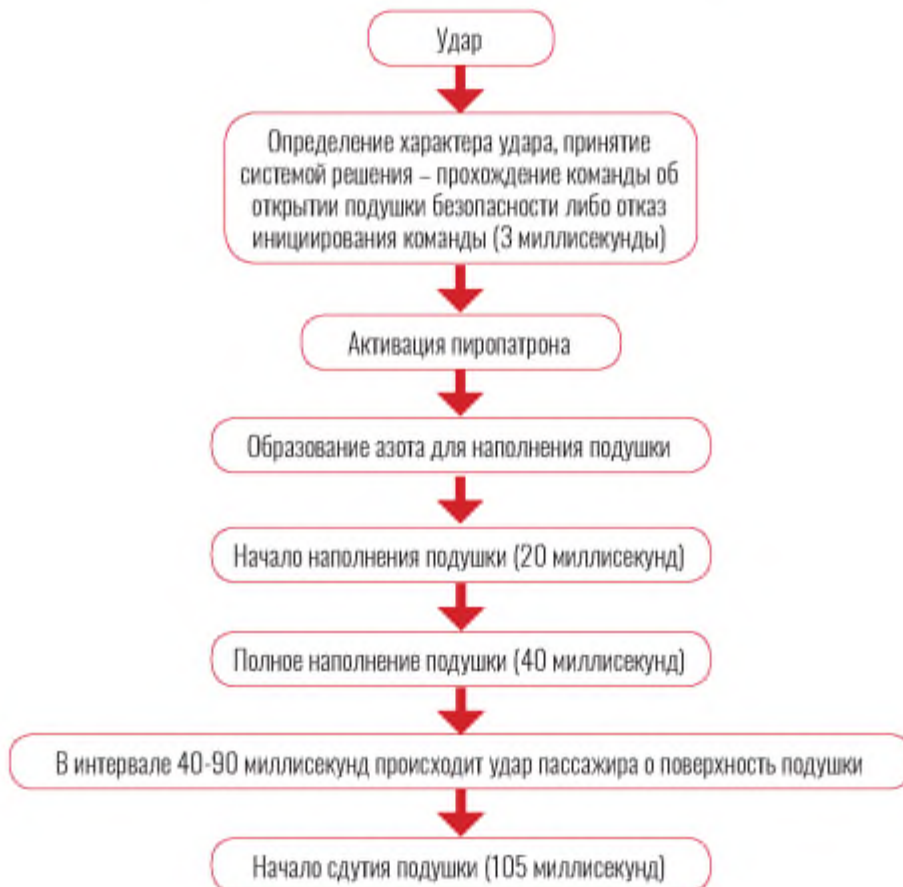 Удар
Определение характера удара, принятие
системой решения – прохождение команды об
открытии подушки безопасности либо отказ
инициирования команды (3 миллисекунды)
Активация пиропатрона
Образование азота для наполнения подушки
Начало наполнения подушки (20 миллисекунд)
Полное наполнение подушки (40 миллисекунд)
В интервале 40-90 миллисекунд происходит удар пассажира о поверхность подушки
Начало сдутия подушки (105 миллисекунд)